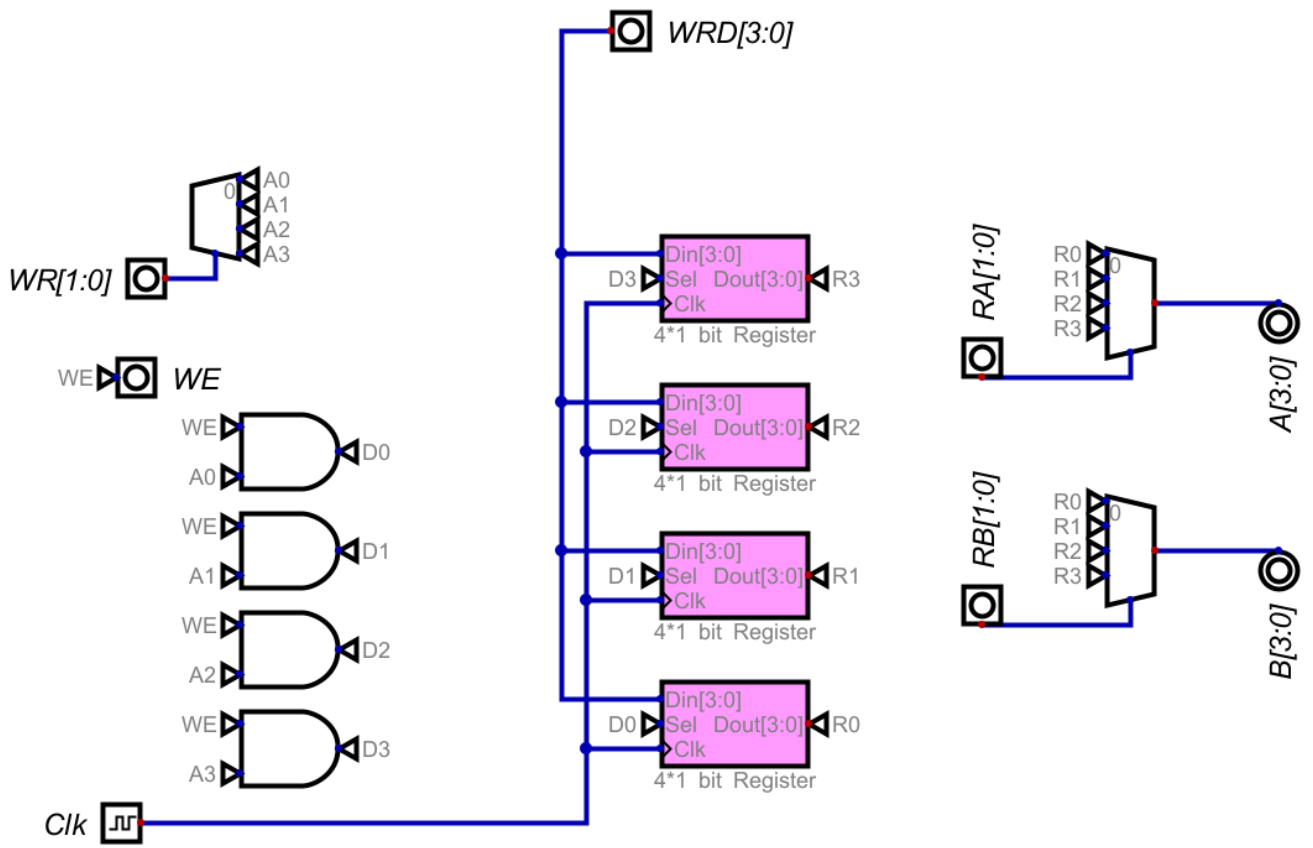 WRD[3:0]
0
A0
A1
A2
A3
WR[1:0]
WE
WE
WE
D0
A0
WE
D1
A1
WE
D2
A2
WE
D3
A3
Clk
Din[3:0]
D3
Sel Dout[3:0]
R3
Clk
4*1 bit Register
Din[3:0]
D2
Sel Dout[3:0]
R2
Clk
4*1 bit Register
Din[3:0]
D1
Sel Dout[3:0]
R1
Clk
4*1 bit Register
Din[3:0]
D0
Sel Dout[3:0]
R0
Clk
4*1 bit Register
RA[1:0]
R0
0
R1
R2
R3
A[3:0]
RB[1:0]
R0
0
R1
R2
R3
B[3:0]